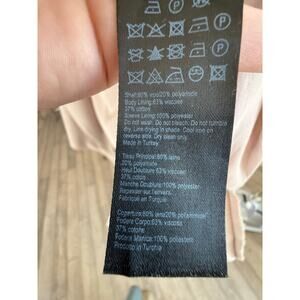 Shell:80% wool/20% polyamide
Body Lining: 63% viscose
37% cotton
Sleeve Lining:100% polyester
Do not wash. Do not bleach. Do not tumble
dry. Line drying in shade. Cool iron on
reverse side. Dry clean only.
Made in Turkey
Tissu Principal:80% laine
20% polyamide
Haut Doublure 63% viscose
37% coton
Manche Doublure:100% polyester
Repasser sur l'envers.
Fabriqué en Turquie
Copertura:80% lana/20% poliammide
Fodera Corpo:63% viscosa
37% cotone
Fodera Manica: 100% poliestere
Prodotto in Turchia